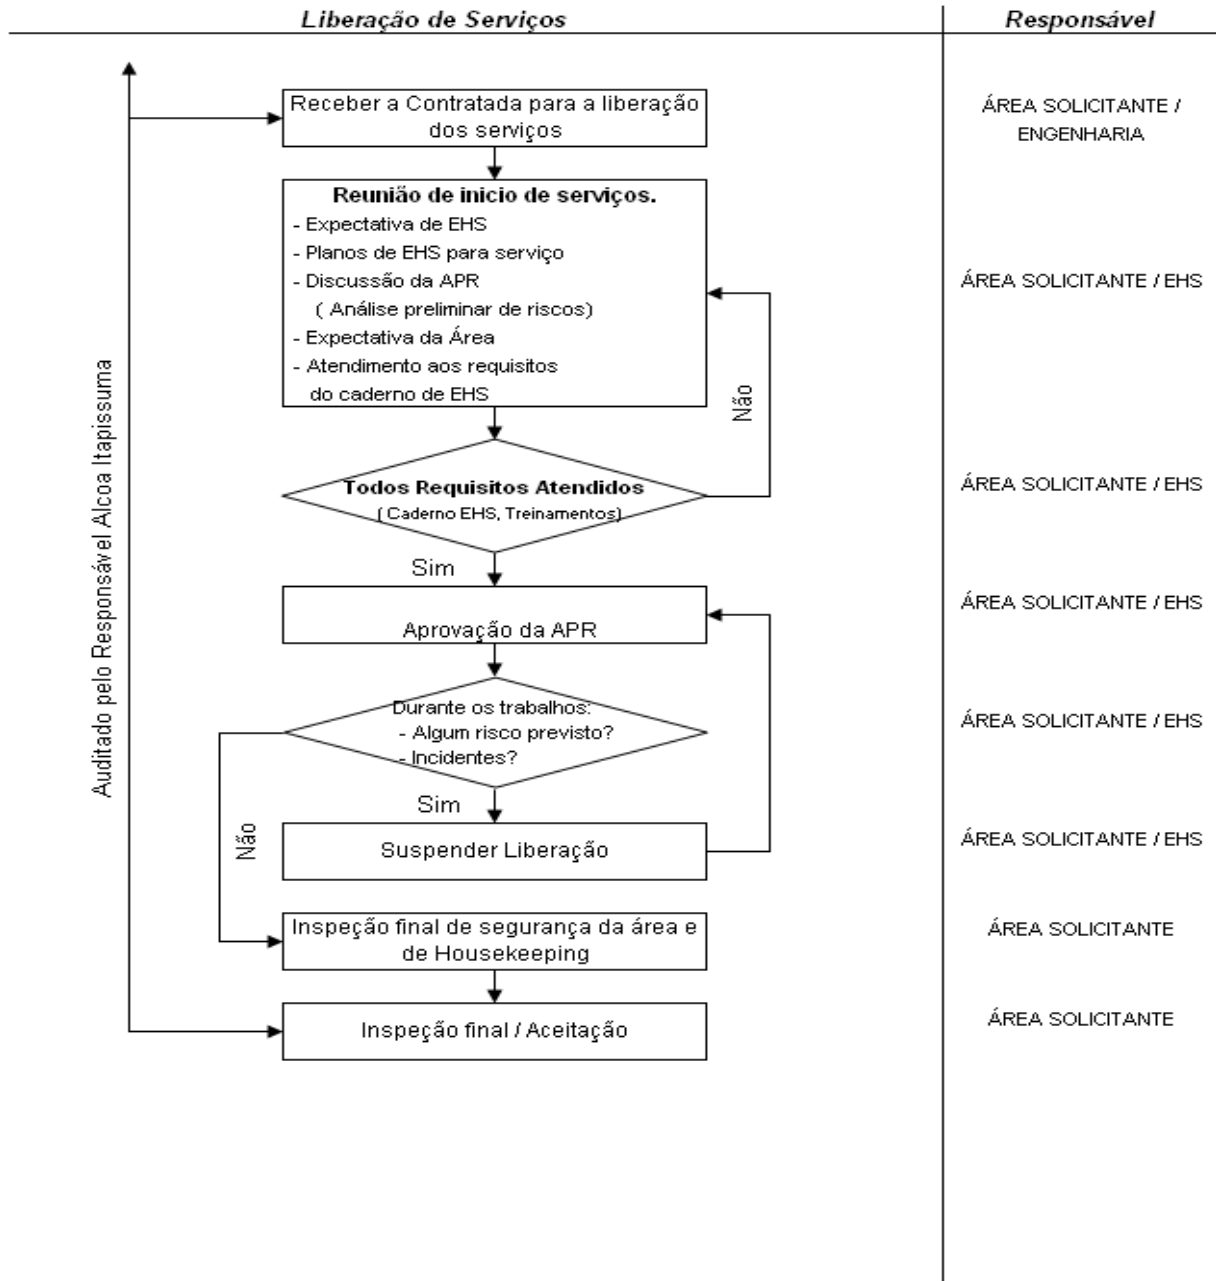 Liberação de Serviços
Responsável
Receber a Contratada para a liberação
dos serviços
ÁREA SOLICITANTE /
ENGENHARIA
Reunião de inicio de serviços.
- Expectativa de EHS
- Planos de EHS para serviço
- Discussão da APR
( Análise preliminar de riscos)
- Expectativa da Área
- Atendimento aos requisitos
do caderno de EHS
ÁREA SOLICITANTE / EHS
Não
Todos Requisitos Atendidos
( Caderno EHS, Treinamentos)
ÁREA SOLICITANTE / EHS
Sim
Aprovação da APR
ÁREA SOLICITANTE / EHS
Auditado pelo Responsável Alcoa Itapissuma
Durante os trabalhos:
- Algum risco previsto?
- Incidentes?
ÁREA SOLICITANTE / EHS
Sim
Não
Suspender Liberação
ÁREA SOLICITANTE / EHS
Inspeção final de segurança da área e
de Housekeeping
ÁREA SOLICITANTE
Inspeção final / Aceitação
ÁREA SOLICITANTE